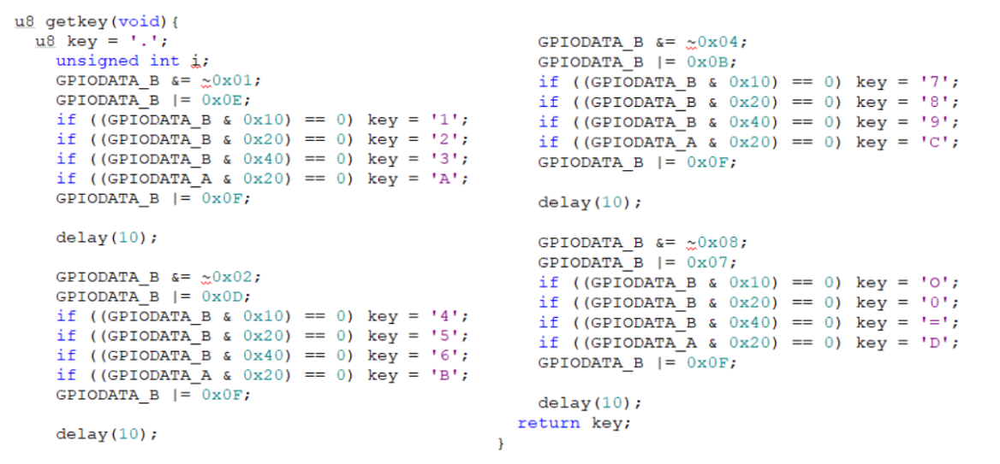 u8 getkey(void){
u8 key = '.';
unsigned int i;
GPIODATA_B &= ~0x01;
GPIODATA_B |= 0x0E;
if ((GPIODATA_B & 0x10) == 0) key = '1';
if ((GPIODATA_B & 0x20) == 0) key = '2';
if ((GPIODATA_B & 0x40) == 0) key = '3';
if ((GPIODATA_A & 0x20) == 0) key = 'A';
GPIODATA_B |= 0x0F;
delay(10);
GPIODATA_B &= ~0x02;
GPIODATA_B |= 0x0D;
if ((GPIODATA_B & 0x10) == 0) key = '4';
if ((GPIODATA_B & 0x20) == 0) key = '5';
if ((GPIODATA_B & 0x40) == 0) key = '6';
if ((GPIODATA_A & 0x20) == 0) key = 'B';
GPIODATA_B |= 0x0F;
delay(10);
GPIODATA_B &= ~0x04;
GPIODATA_B |= 0x0B;
if ((GPIODATA_B & 0x10) == 0) key = '7';
if ((GPIODATA_B & 0x20) == 0) key = '8';
if ((GPIODATA_B & 0x40) == 0) key = '9';
if ((GPIODATA_A & 0x20) == 0) key = 'C';
GPIODATA_B |= 0x0F;
delay(10);
GPIODATA_B &= ~0x08;
GPIODATA_B |= 0x07;
if ((GPIODATA_B & 0x10) == 0) key = 'O';
if ((GPIODATA_B & 0x20) == 0) key = '0';
if ((GPIODATA_B & 0x40) == 0) key = '=';
if ((GPIODATA_A & 0x20) == 0) key = 'D';
GPIODATA_B |= 0x0F;
delay(10);
return key;
}